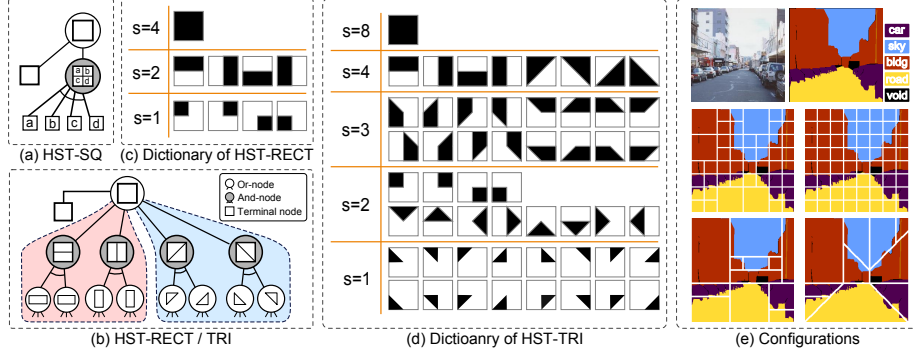 a b
c d
a b c d
(a) HST-SQ
s=4
s=2
s=1
(c) Dictionary of HST-RECT
Or-node
And-node
Terminal node
(b) HST-RECT / TRI
s=8
s=4
s=3
s=2
s=1
(d) Dictioanry of HST-TRI
car
sky
bldg
road
void
(e) Configurations